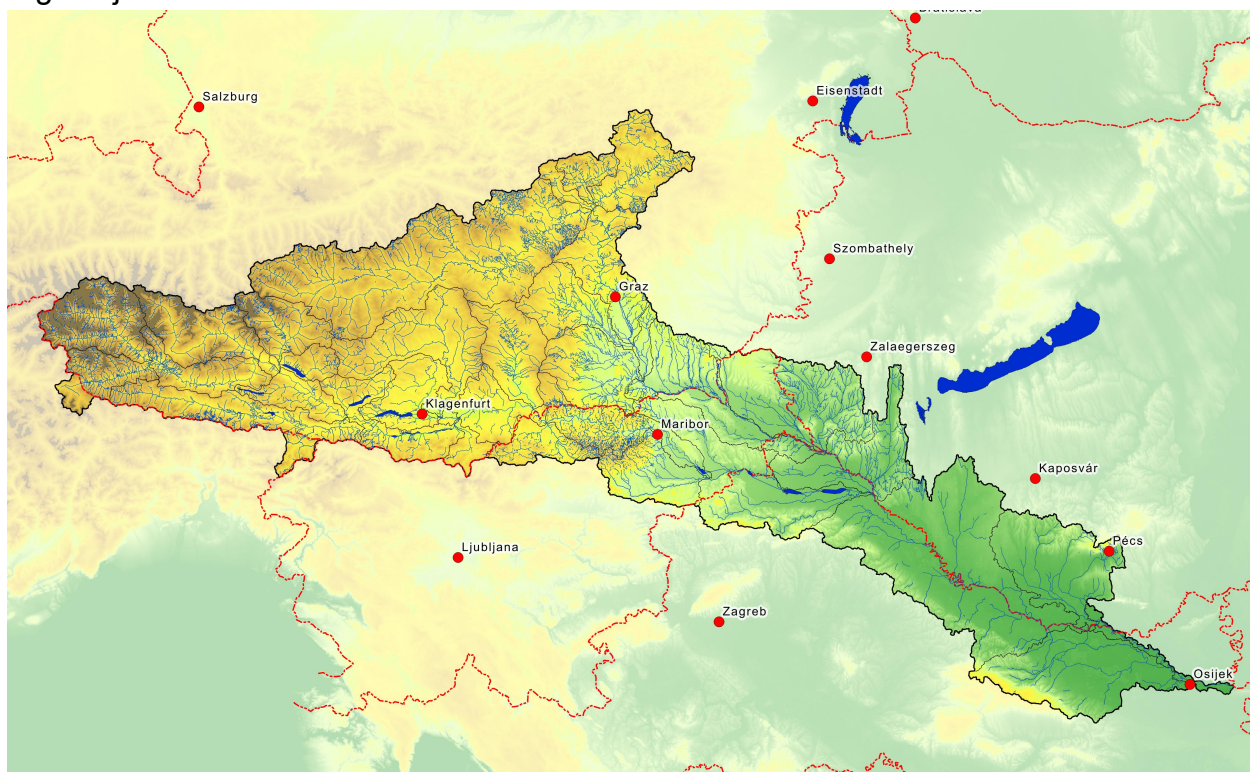 Bratislava
Salzburg
Eisenstadt
Szombathely
Graz
Zalaegerszeg
Klagenfurt
Maribor
Kaposvár
Pécs
Ljubljana
Zagreb
Osijek